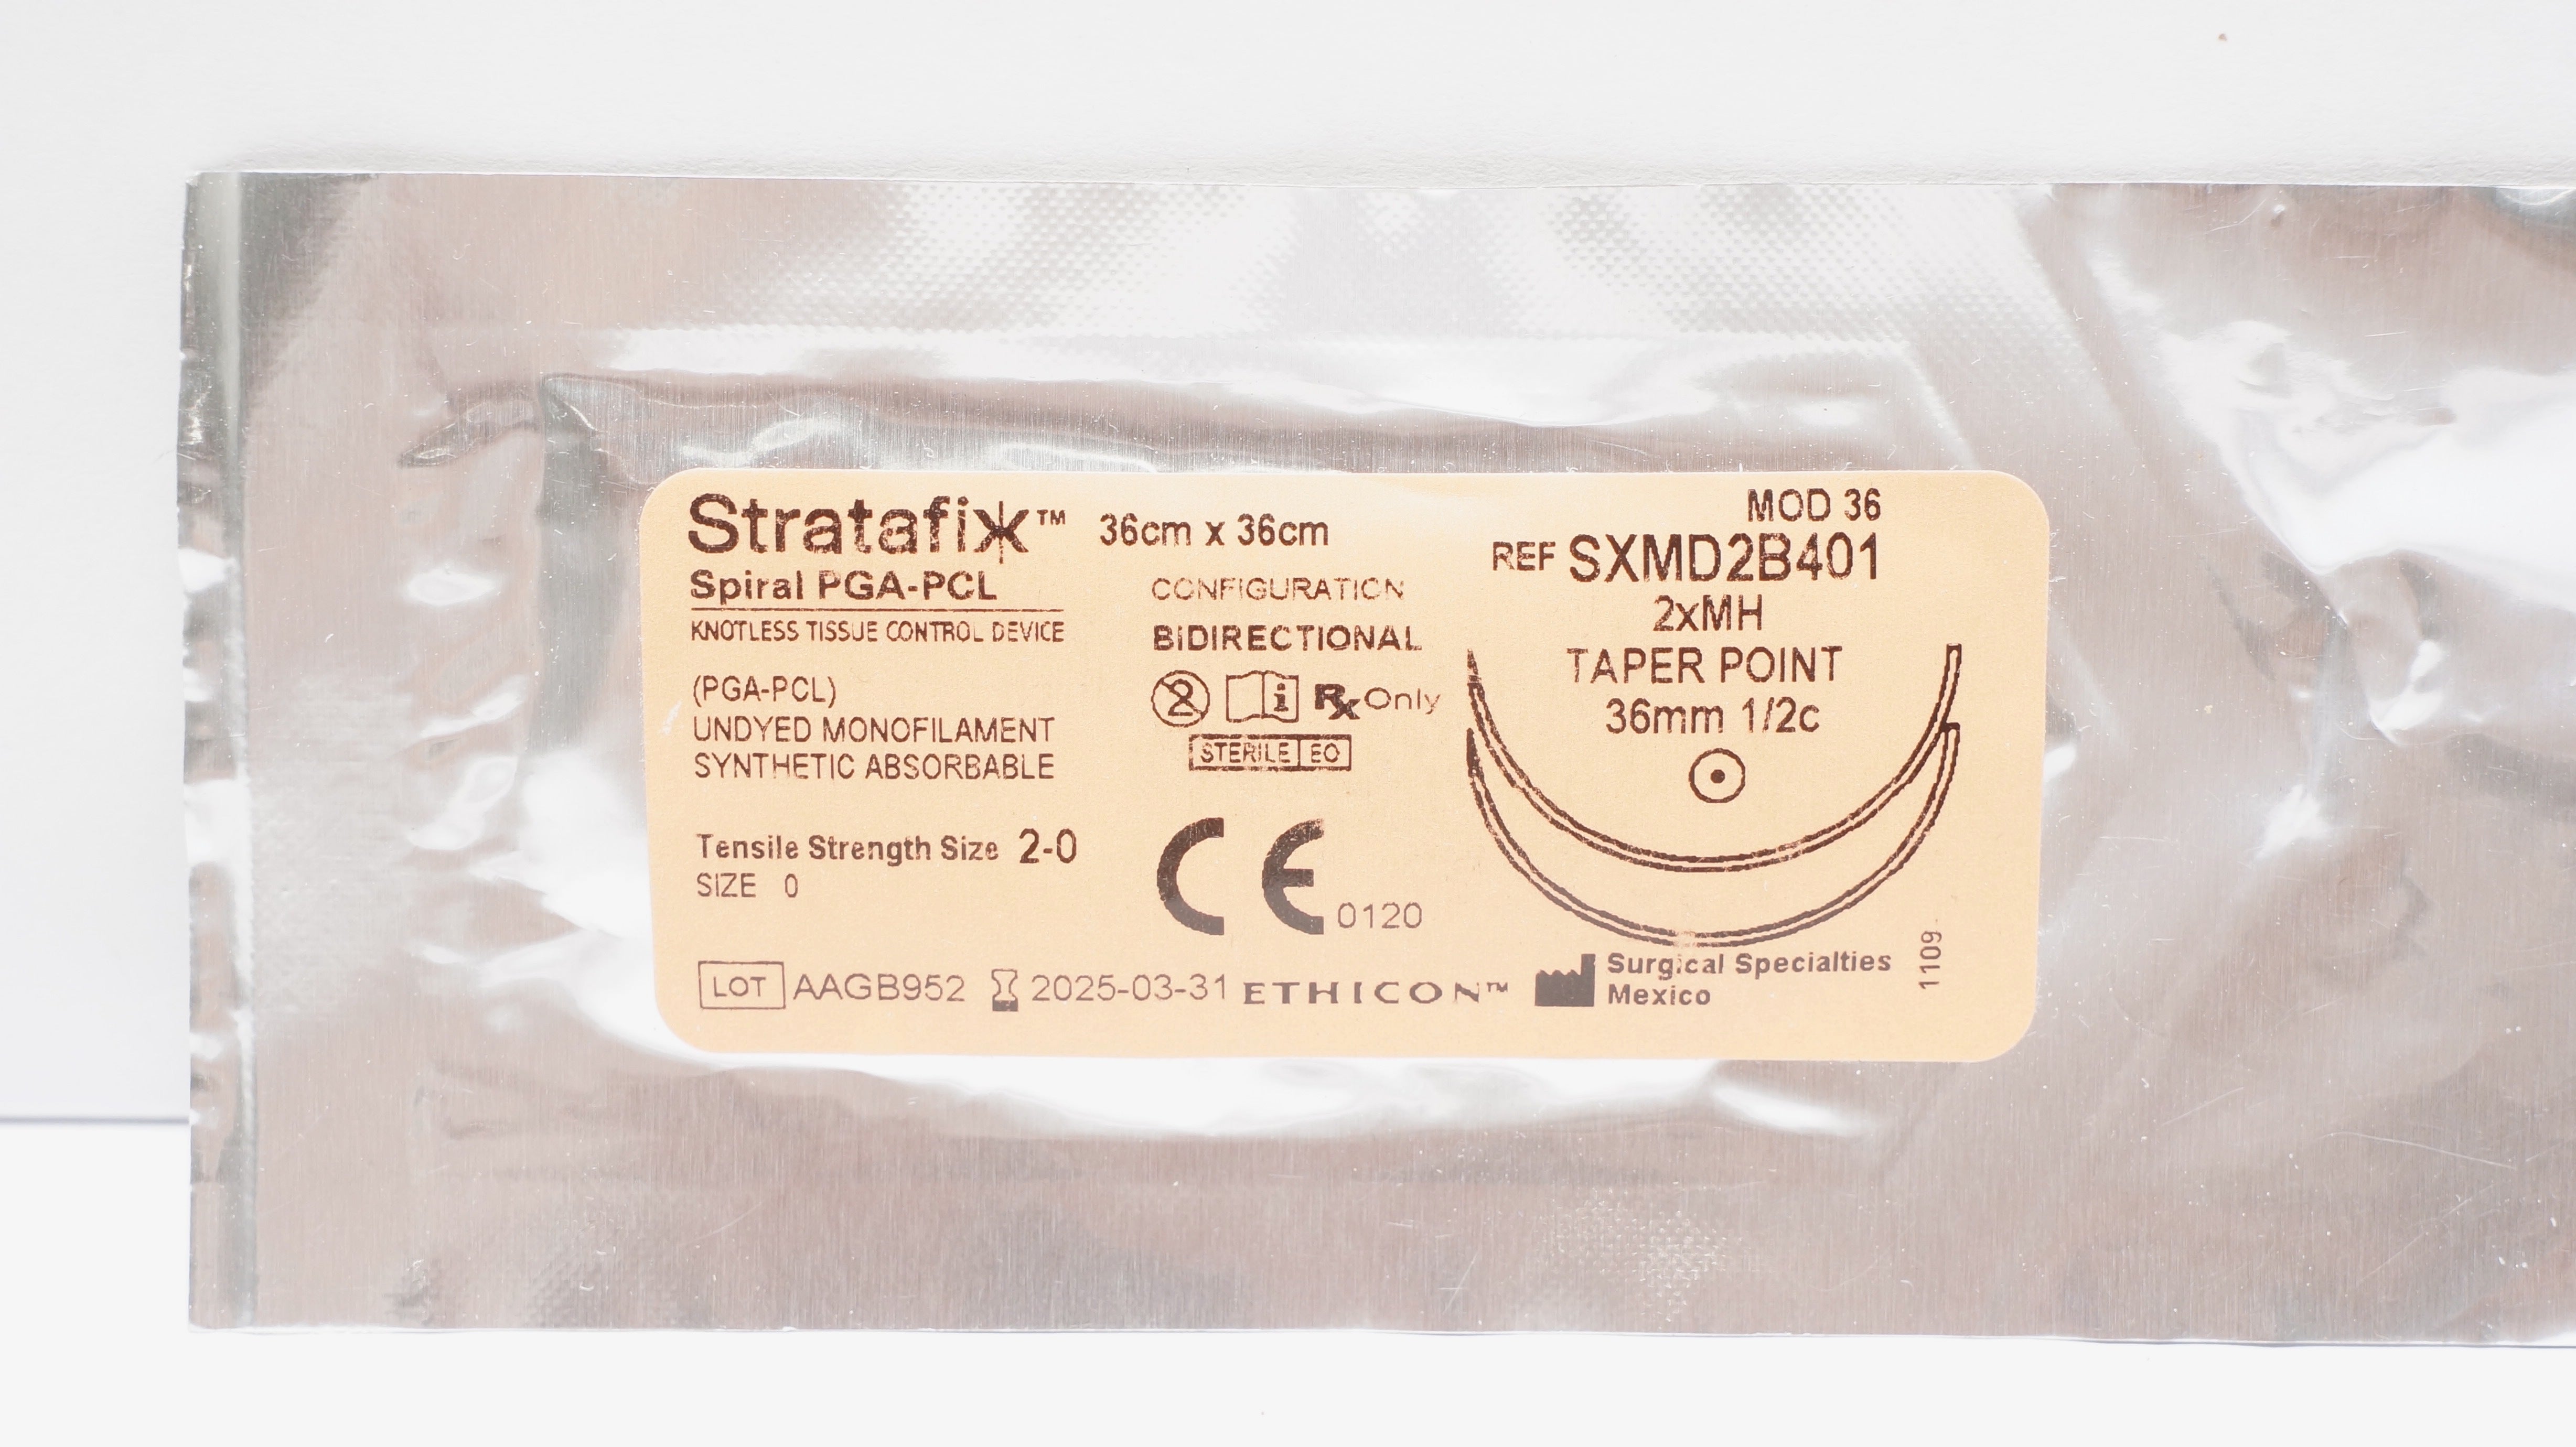 Stratafix™ 36cm x 36cm
Spiral PGA-PCL
KNOTLESS TISSUE CONTROL DEVICE
(PGA-PCL)
UNDYED MONOFILAMENT
SYNTHETIC ABSORBABLE
Tensile Strength Size 2-0
SIZE 0
CONFIGURATION
BIDIRECTIONAL
2 i Rx Only
STERILE EO
CE 0120
MOD 36
REF SXMD2B401
2xMH
TAPER POINT
36mm 1/2c
LOT AAGB952 2025-03-31 ETHICON™
Surgical Specialties
Mexico
1109